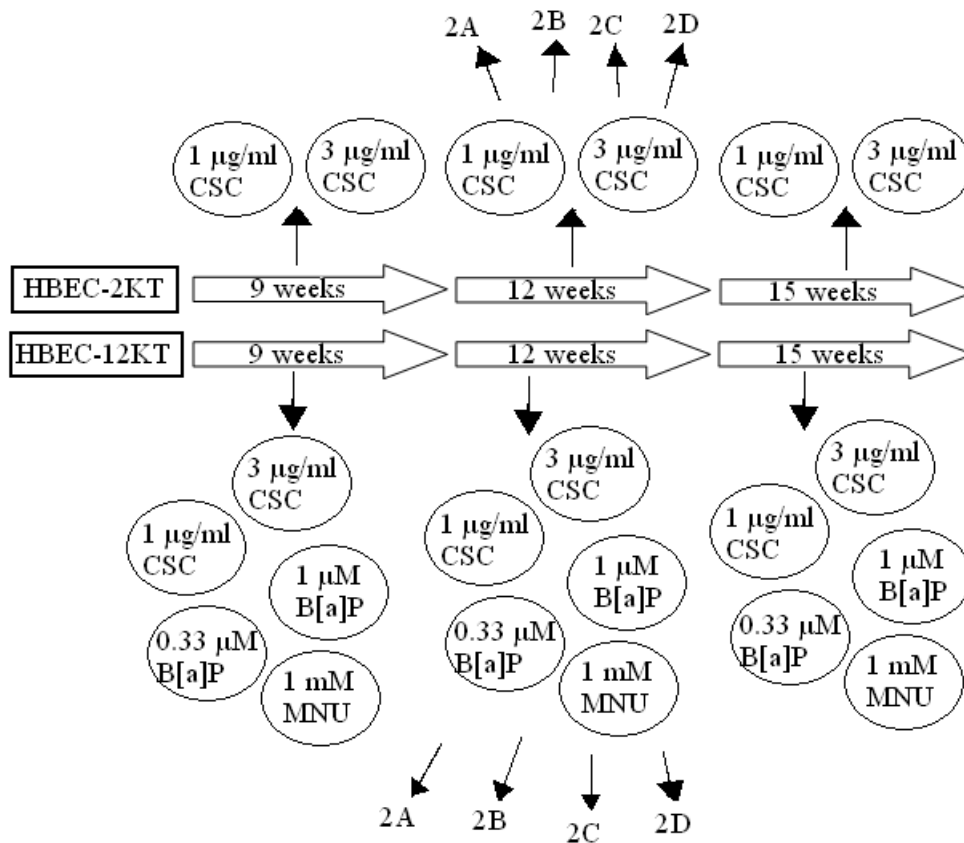 2A 2B 2C 2D
1 µg/ml
CSC
3 µg/ml
CSC
1 µg/ml
CSC
3 µg/ml
CSC
1 µg/ml
CSC
3 µg/ml
CSC
HBEC-2KT 9 weeks 12 weeks 15 weeks
HBEC-12KT 9 weeks 12 weeks 15 weeks
3 µg/ml
CSC
1 µg/ml
CSC
1 µM
B[a]P
0.33 µM
B[a]P
1 mM
MNU
3 µg/ml
CSC
1 µg/ml
CSC
1 µM
B[a]P
0.33 µM
B[a]P
1 mM
MNU
3 µg/ml
CSC
1 µg/ml
CSC
1 µM
B[a]P
0.33 µM
B[a]P
1 mM
MNU
2A 2B 2C 2D